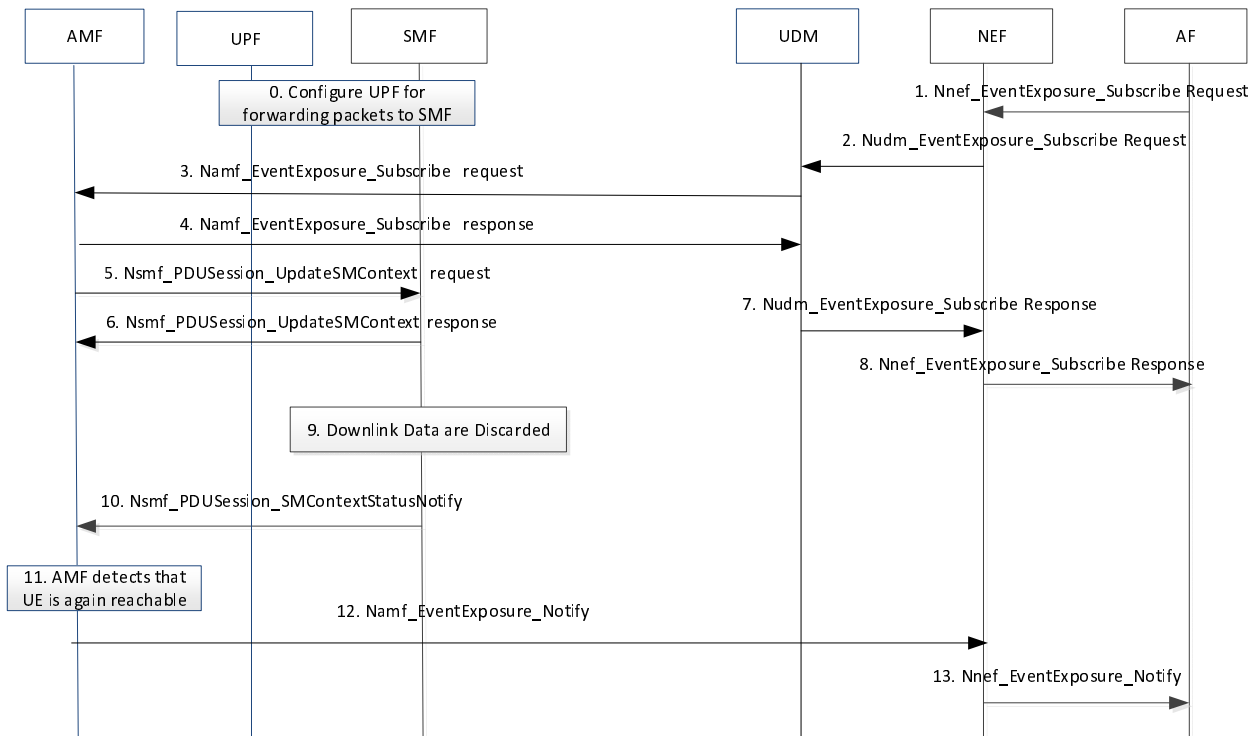 AMF
UPF
SMF
UDM
NEF
AF
0. Configure UPF for
forwarding packets to SMF
1. Nnef_EventExposure_Subscribe Request
2. Nudm_EventExposure_Subscribe Request
3. Namf_EventExposure_Subscribe request
4. Namf_EventExposure_Subscribe response
5. Nsmf_PDUSession_UpdateSMContext request
6. Nsmf_PDUSession_UpdateSMContext response
7. Nudm_EventExposure_Subscribe Response
8. Nnef_EventExposure_Subscribe Response
9. Downlink Data are Discarded
10. Nsmf_PDUSession_SMContextStatusNotify
11. AMF detects that
UE is again reachable
12. Namf_EventExposure_Notify
13. Nnef_EventExposure_Notify